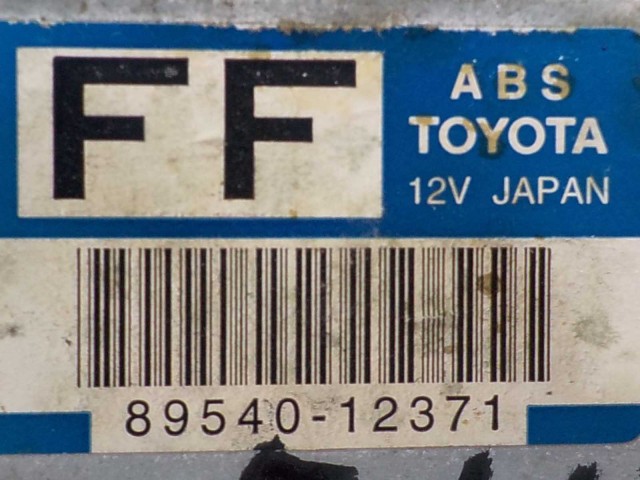 FF
ABS
TOYOTA
12V JAPAN
89540-12371